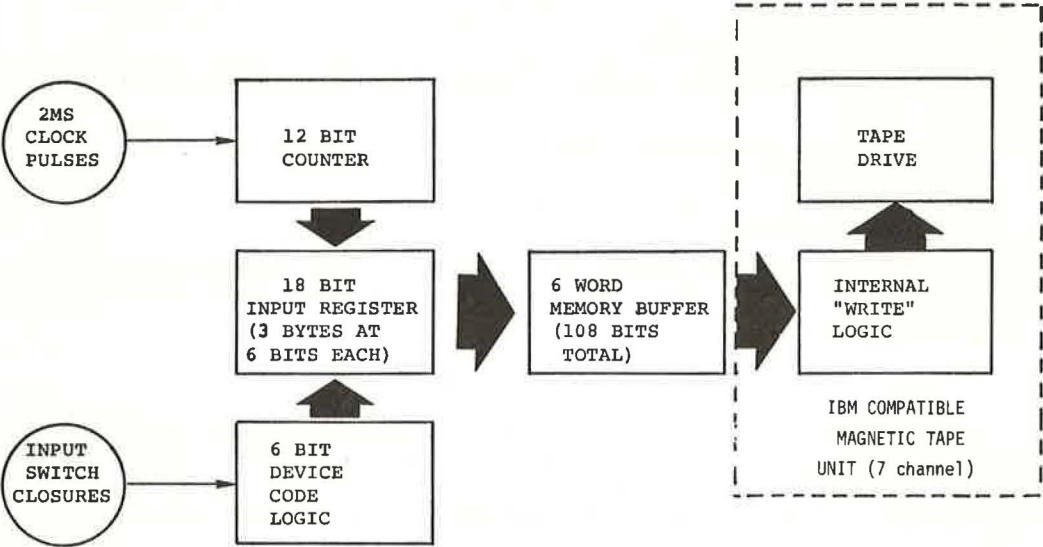 2MS
CLOCK
PULSES
12 BIT
COUNTER
TAPE
DRIVE
18 BIT
INPUT REGISTER
(3 BYTES AT
6 BITS EACH)
6 WORD
MEMORY BUFFER
(108 BITS
TOTAL)
INTERNAL
"WRITE"
LOGIC
IBM COMPATIBLE
MAGNETIC TAPE
UNIT (7 channel)
INPUT
SWITCH
CLOSURES
6 BIT
DEVICE
CODE
LOGIC